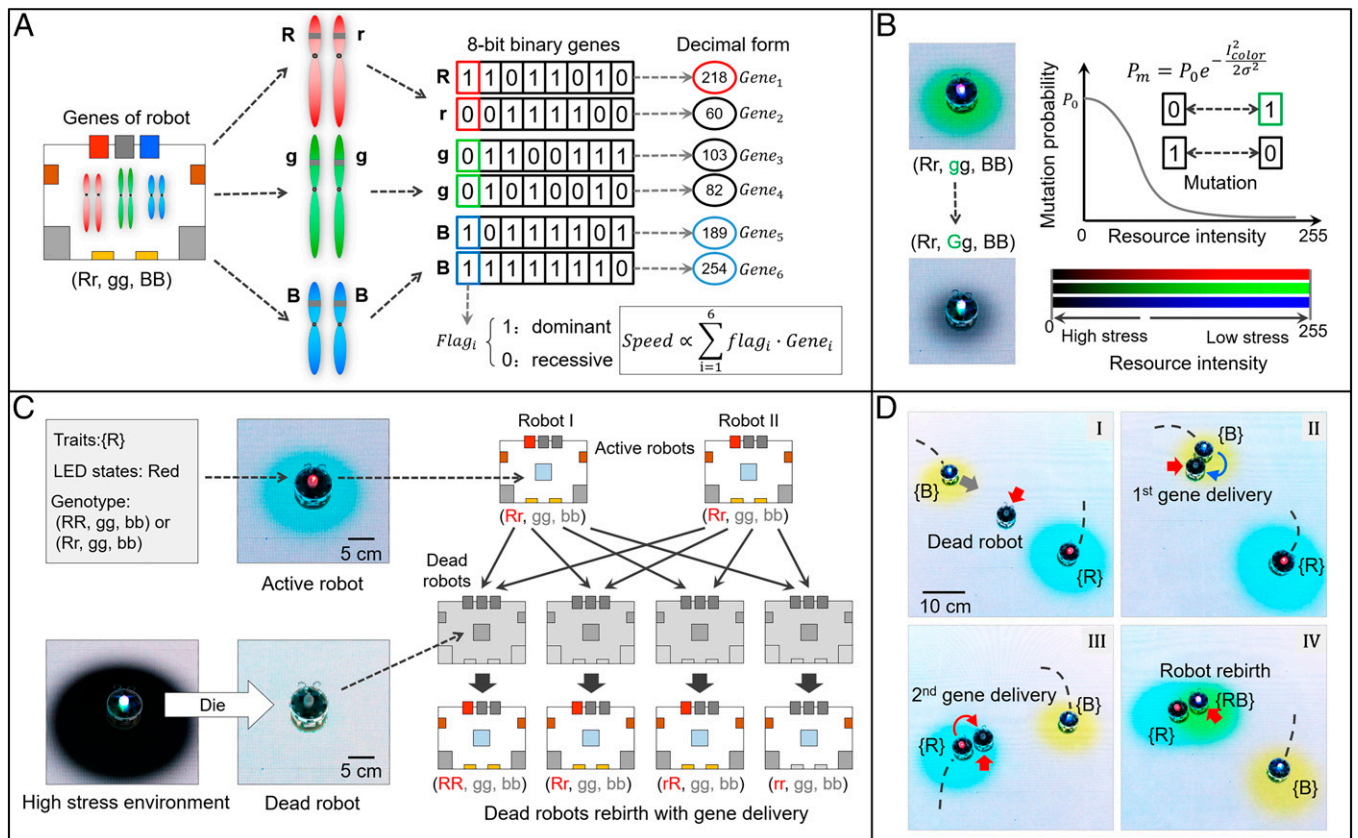 A
R
r
Genes of robot
(Rr, gg, BB)
g
g
B
B
8-bit binary genes
Decimal form
R 1 1 0 1 1 0 1 0 218 Gene₁
r 0 0 1 1 1 1 0 0 60 Gene₂
g 0 1 1 0 0 1 1 1 103 Gene₃
g 0 1 0 1 0 0 1 0 82 Gene₄
B 1 0 1 1 1 1 0 1 189 Gene₅
B 1 1 1 1 1 1 1 0 254 Gene₆
Flagᵢ { 1: dominant
0: recessive
Speed ∝ ∑ᵢ₌₁⁶ flagᵢ · Geneᵢ
B
(Rr, gg, BB)
(Rr, Gg, BB)
Mutation probability
P₀
Pₘ = P₀e^(-I²color/2σ²)
0 1
1 0
Mutation
0
Resource intensity
255
0
255
High stress
Low stress
Resource intensity
C
Traits:{R}
LED states: Red
Genotype:
(RR, gg, bb) or
(Rr, gg, bb)
5 cm
Active robot
Die
High stress environment
5 cm
Dead robot
Robot I
Robot II
Active robots
(Rr, gg, bb)
(Rr, gg, bb)
Dead
robots
(RR, gg, bb)
(Rr, gg, bb)
(rR, gg, bb)
(rr, gg, bb)
Dead robots rebirth with gene delivery
D
I
{B}
Dead robot
{R}
10 cm
II
{B}
1st gene delivery
{R}
III
2nd gene delivery
{B}
{R}
IV
Robot rebirth
{RB}
{R}
{B}